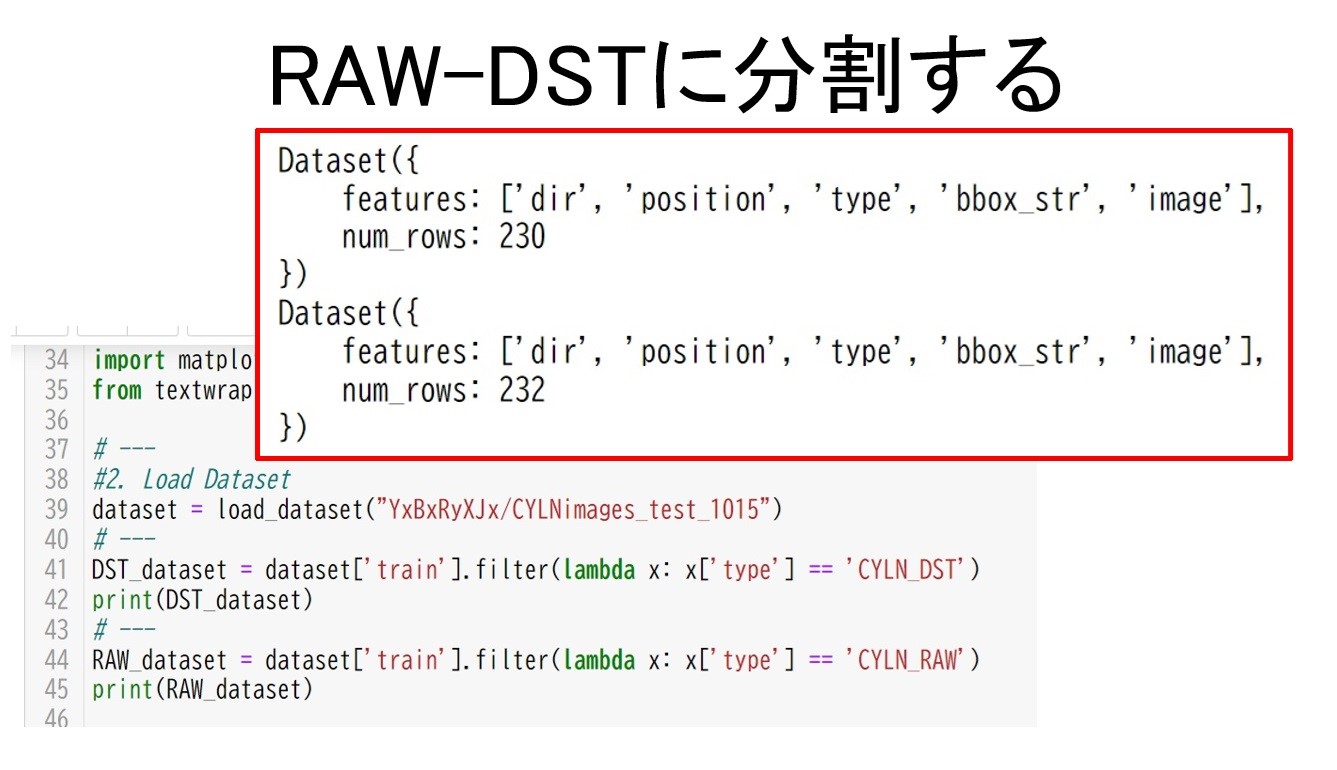 RAW-DSTに分割する
Dataset({
    features: ['dir', 'position', 'type', 'bbox_str', 'image'],
    num_rows: 230
})
Dataset({
    features: ['dir', 'position', 'type', 'bbox_str', 'image'],
    num_rows: 232
})
34 import matplo
35 from textwrap
36
37 # ---
38 #2. Load Dataset
39 dataset = load_dataset("YxBxRyXJx/CYLNimages_test_1015")
40 # ---
41 DST_dataset = dataset['train'].filter(lambda x: x['type'] == 'CYLN_DST')
42 print(DST_dataset)
43 # ---
44 RAW_dataset = dataset['train'].filter(lambda x: x['type'] == 'CYLN_RAW')
45 print(RAW_dataset)
46